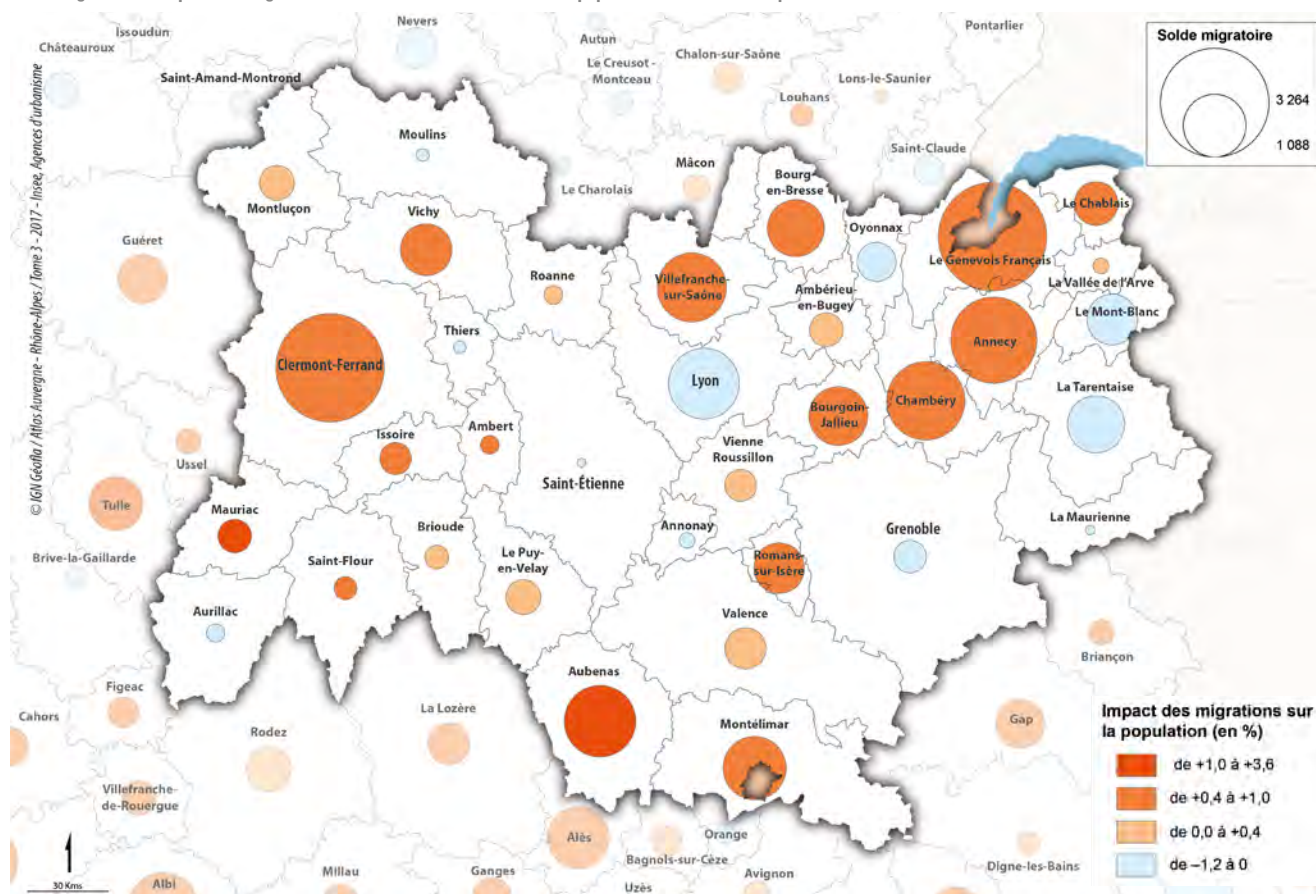 Issoudun
Nevers
Pontarlier
Châteauroux
Autun
Le Creusot-
Montceau
Chalon-sur-Saône
Lons-le-Saunier
Saint-Amand-Montrond
Louhans
Solde migratoire
3 264
1 088
Moulins
Saint-Claude
Mâcon
Le Charolais
Bourg-
en-Bresse
Montluçon
Vichy
Oyonnax
Le Chablais
Guéret
Le Genevois Français
Roanne
Villefranche-
sur-Saône
Ambérieu-
en-Bugey
La Vallée de l'Arve
Le Mont-Blanc
Thiers
Annecy
Clermont-Ferrand
Lyon
La Tarentaise
Chambéry
Bourgoin-
Jallieu
Issoire
Ambert
Vienne
Roussillon
Ussel
Saint-Étienne
Tulle
Mauriac
Brioude
Annonay
Grenoble
La Maurienne
Brive-la-Gaillarde
Saint-Flour
Le Puy-
en-Velay
Romans-
sur-Isère
Aurillac
Valence
Briançon
Aubenas
Figeac
Cahors
La Lozère
Montélimar
Gap
Rodez
Villefranche-
de-Rouergue
Alès
Orange
Bagnols-sur-Cèze
Digne-les-Bains
Millau
Ganges
Avignon
Albi
Uzès
30 Kms
Impact des migrations sur
la population (en %)
de +1,0 à +3,6
de +0,4 à +1,0
de 0,0 à +0,4
de –1,2 à 0
© IGN Géofla / Atlas Auvergne - Rhône-Alpes / Tome 3 - 2017 - Insee, Agences d'urbanisme